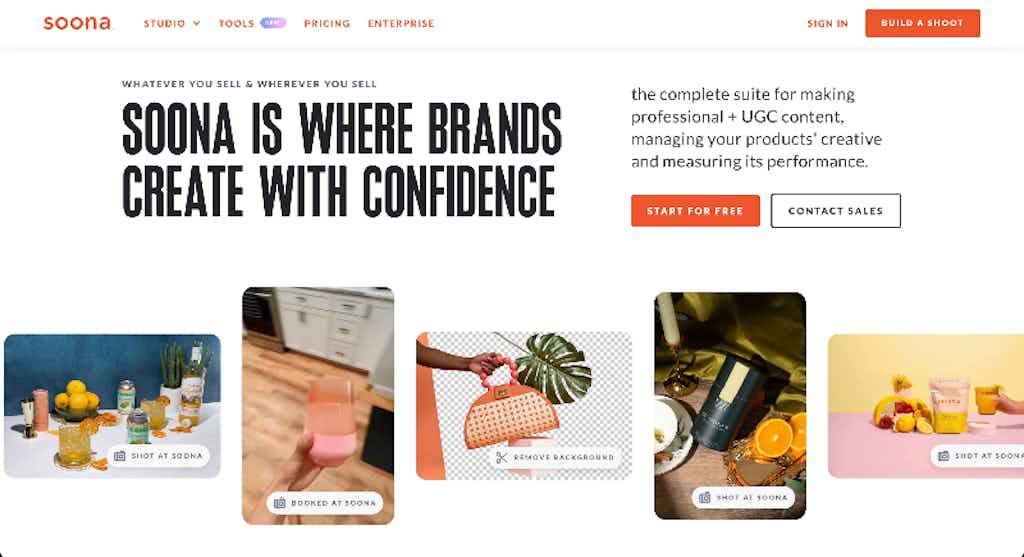 soona
STUDIO
TOOLS
PRICING
ENTERPRISE
SIGN IN
BUILD A SHOOT
WHATEVER YOU SELL & WHEREVER YOU SELL
SOONA IS WHERE BRANDS
CREATE WITH CONFIDENCE
the complete suite for making
professional + UGC content,
managing your products' creative
and measuring its performance.
START FOR FREE
CONTACT SALES
SHOT AT SOONA
BOOKED AT SOONA
REMOVE BACKGROUND
SHOT AT SOONA
SHOT AT SOONA